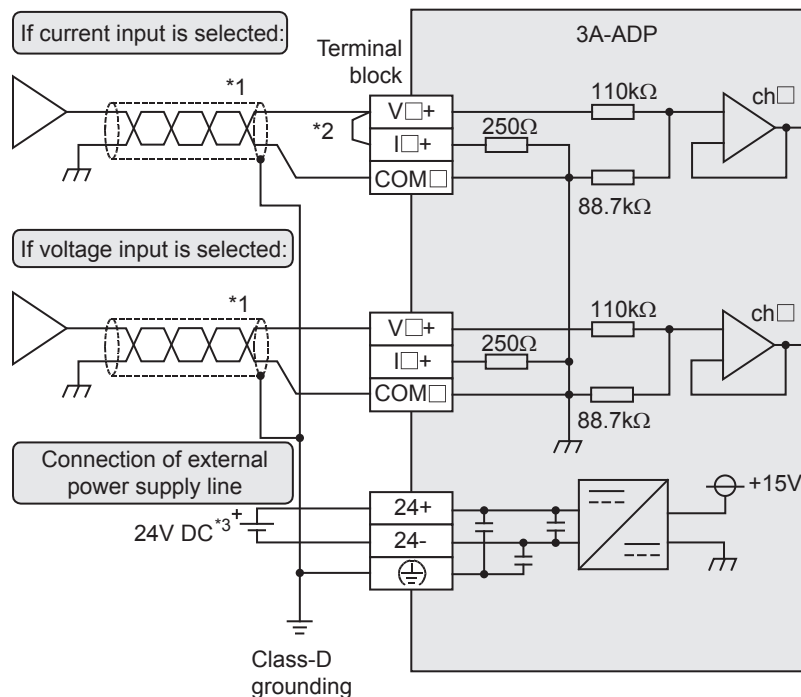 If current input is selected:
3A-ADP
Terminal
block
*1
*2
V□+
I□+
COM□
110kΩ
250Ω
88.7kΩ
ch□
If voltage input is selected:
*1
V□+
I□+
COM□
110kΩ
250Ω
88.7kΩ
ch□
Connection of external
power supply line
24V DC*3
+
24+
24-
+15V
Class-D
grounding